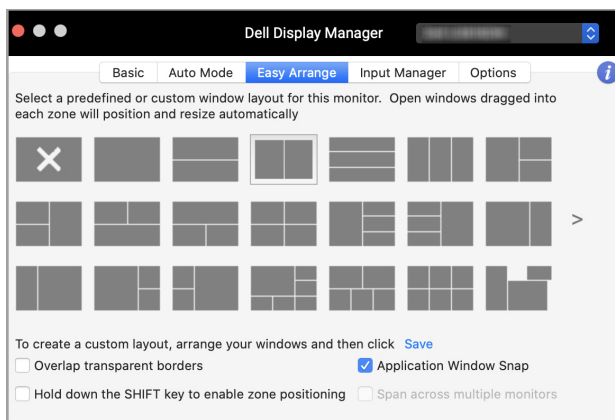 Dell Display Manager
Basic Auto Mode Easy Arrange Input Manager Options i
Select a predefined or custom window layout for this monitor. Open windows dragged into
each zone will position and resize automatically
>
To create a custom layout, arrange your windows and then click Save
Overlap transparent borders Application Window Snap
Hold down the SHIFT key to enable zone positioning Span across multiple monitors